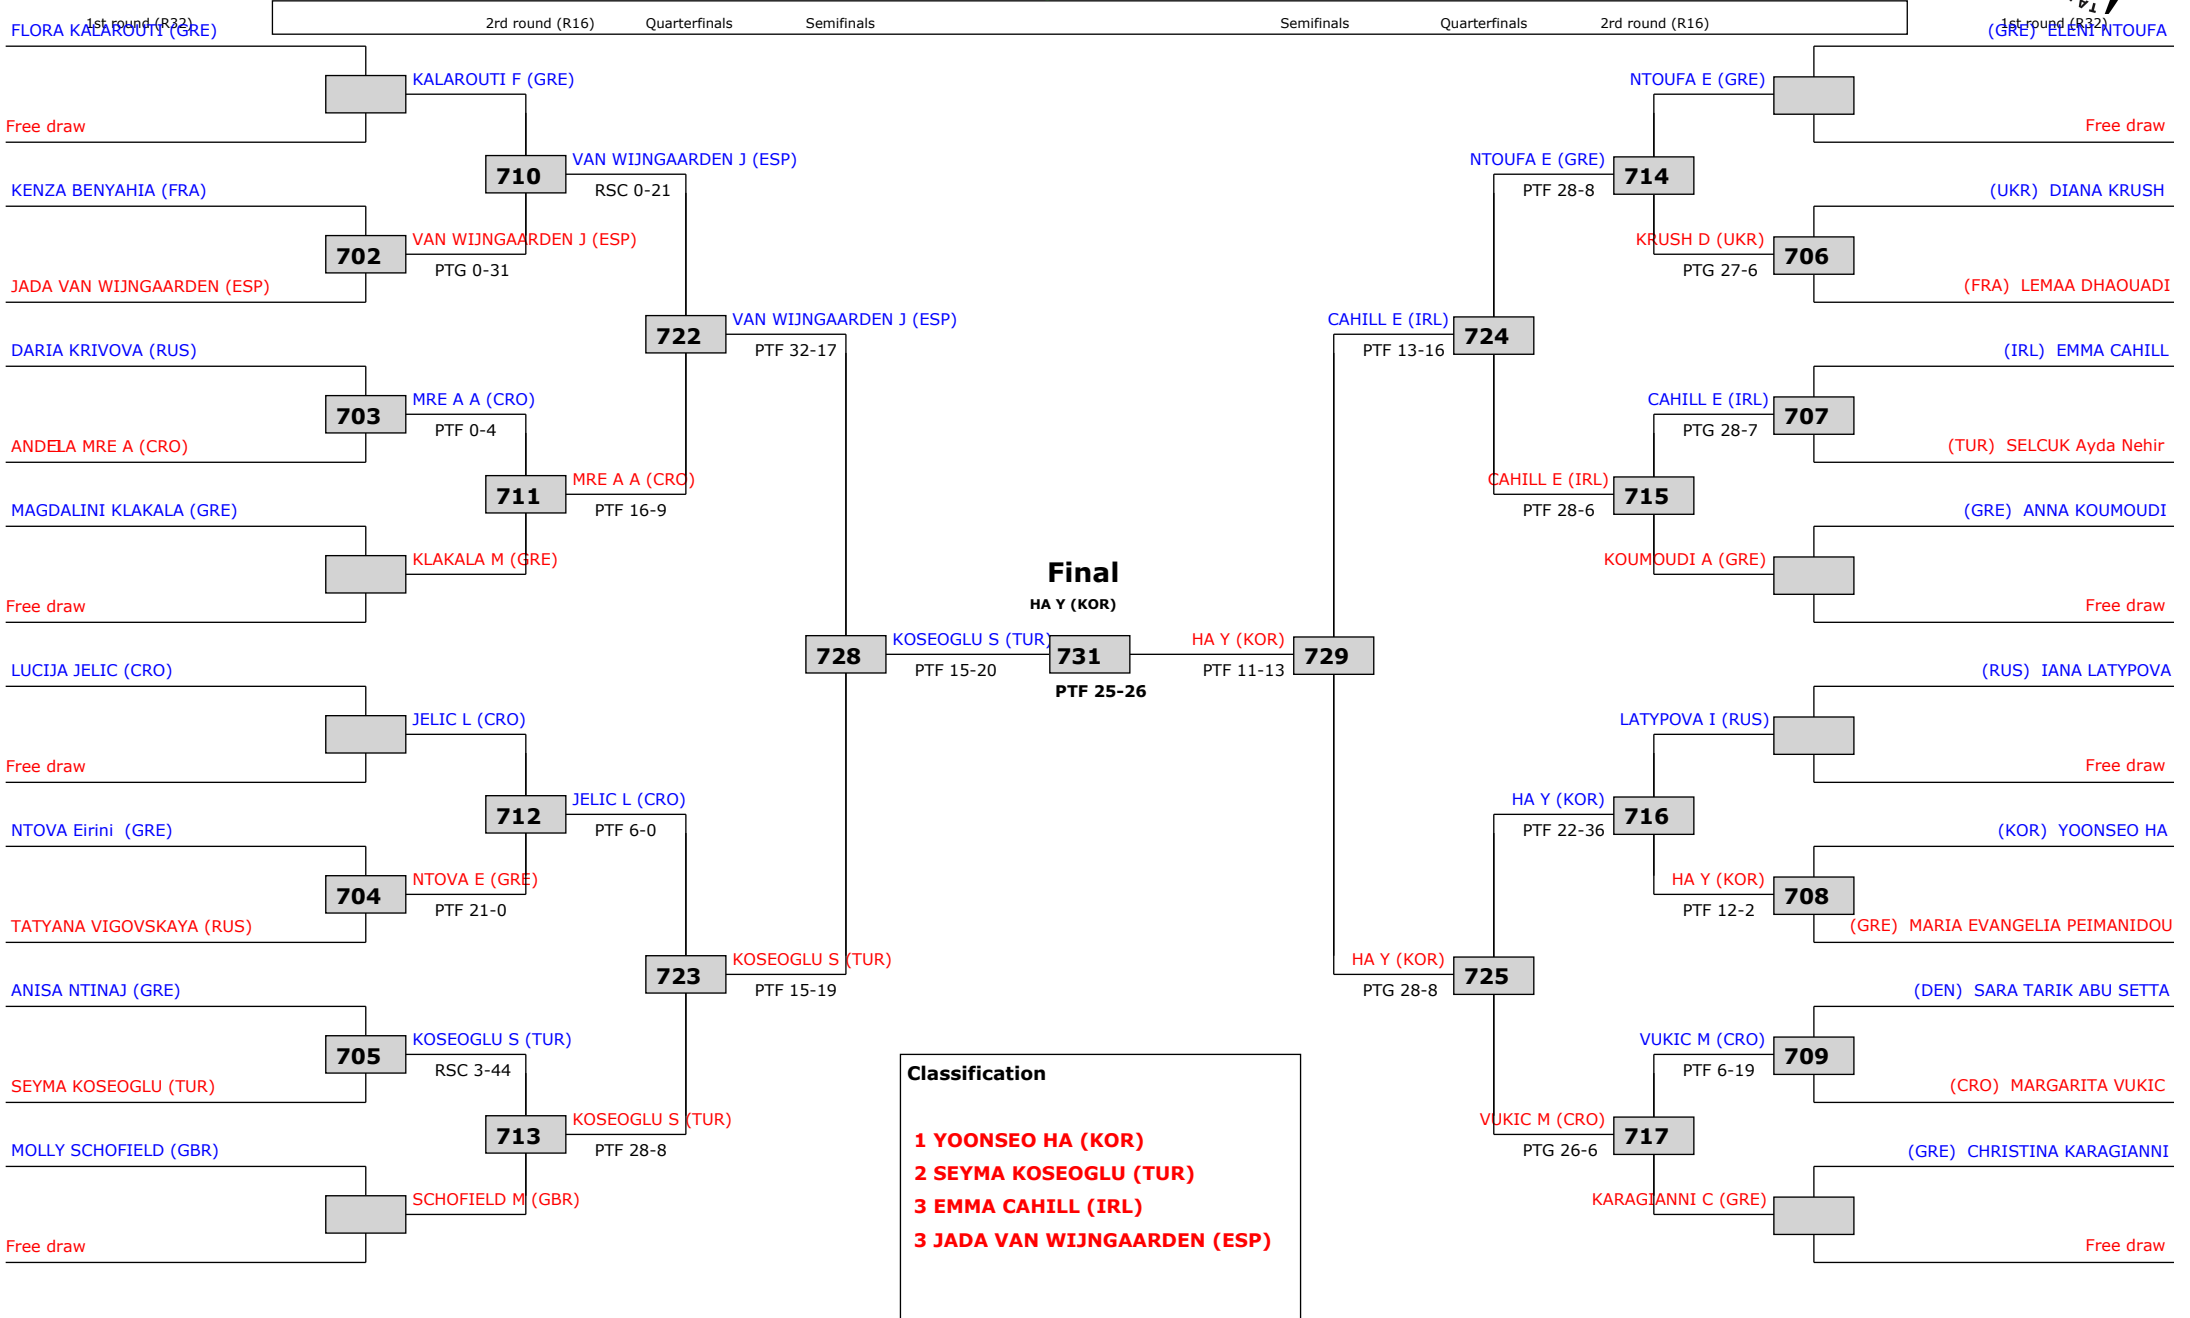 1st round (R32)
2rd round (R16)
Quarterfinals
Semifinals
Semifinals
Quarterfinals
2rd round (R16)
1st round (R32)
FLORA KALAROUTI (GRE)
Free draw
KENZA BENYAHIA (FRA)
JADA VAN WIJNGAARDEN (ESP)
DARIA KRIVOVA (RUS)
ANDELA MRE A (CRO)
MAGDALINI KLAKALA (GRE)
Free draw
LUCIJA JELIC (CRO)
Free draw
NTOVA Eirini (GRE)
TATYANA VIGOVSKAYA (RUS)
ANISA NTINAJ (GRE)
SEYMA KOSEOGLU (TUR)
MOLLY SCHOFIELD (GBR)
Free draw
KALAROUTI F (GRE)
702
VAN WIJNGAARDEN J (ESP)
PTG 0-31
703
MRE A A (CRO)
PTF 0-4
KLAKALA M (GRE)
JELIC L (CRO)
704
NTOVA E (GRE)
PTF 21-0
705
KOSEOGLU S (TUR)
RSC 3-44
SCHOFIELD M (GBR)
710
VAN WIJNGAARDEN J (ESP)
RSC 0-21
711
MRE A A (CRO)
PTF 16-9
712
JELIC L (CRO)
PTF 6-0
713
KOSEOGLU S (TUR)
PTF 28-8
722
VAN WIJNGAARDEN J (ESP)
PTF 32-17
723
KOSEOGLU S (TUR)
PTF 15-19
728
KOSEOGLU S (TUR)
PTF 15-20
Final
HA Y (KOR)
731
PTF 25-26
HA Y (KOR)
PTF 11-13
729
CAHILL E (IRL)
PTF 13-16
724
HA Y (KOR)
PTG 28-8
725
NTOUFA E (GRE)
PTF 28-8
714
CAHILL E (IRL)
PTF 28-6
715
HA Y (KOR)
PTF 22-36
716
VUKIC M (CRO)
PTG 26-6
717
NTOUFA E (GRE)
KRUSH D (UKR)
PTG 27-6
706
CAHILL E (IRL)
PTG 28-7
707
KOUMOUDI A (GRE)
LATYPOVA I (RUS)
HA Y (KOR)
PTF 12-2
708
VUKIC M (CRO)
PTF 6-19
709
KARAGIANNI C (GRE)
(GRE) ELENI NTOUFA
Free draw
(UKR) DIANA KRUSH
(FRA) LEMAA DHAOUADI
(IRL) EMMA CAHILL
(TUR) SELCUK Ayda Nehir
(GRE) ANNA KOUMOUDI
Free draw
(RUS) IANA LATYPOVA
Free draw
(KOR) YOONSEO HA
(GRE) MARIA EVANGELIA PEIMANIDOU
(DEN) SARA TARIK ABU SETTA
(CRO) MARGARITA VUKIC
(GRE) CHRISTINA KARAGIANNI
Free draw
Classification
1 YOONSEO HA (KOR)
2 SEYMA KOSEOGLU (TUR)
3 EMMA CAHILL (IRL)
3 JADA VAN WIJNGAARDEN (ESP)